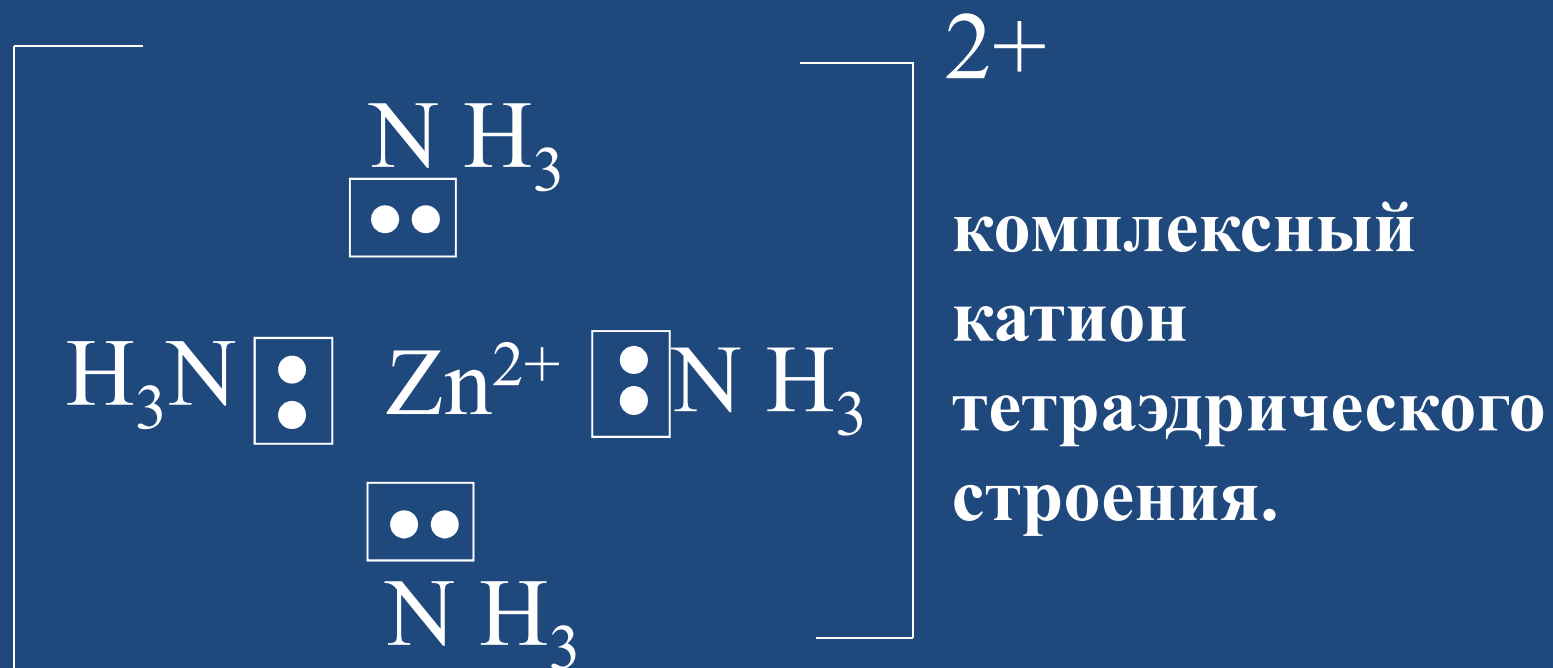 2+
N H₃
H₃N Zn²⁺ N H₃
N H₃
комплексный
катион
тетраэдрического
строения.